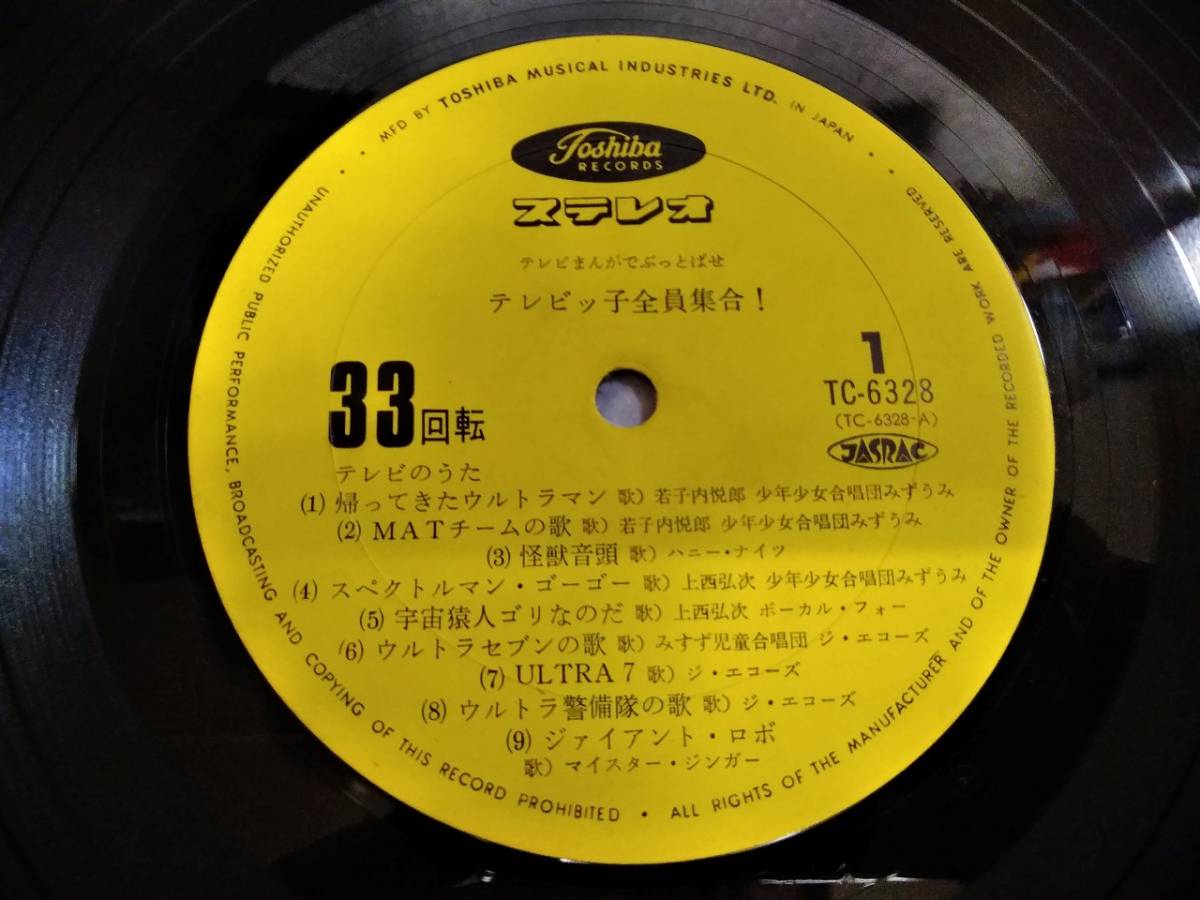 MFD BY TOSHIBA MUSICAL INDUSTRIES LTD. IN JAPAN
Toshiba
RECORDS
ステレオ
テレビまんがでぶっとばせ
テレビッ子全員集合!
33回転
1
TC-6328
(TC-6328-A)
JASRAC
テレビのうた
(1) 帰ってきたウルトラマン 歌) 若子内悦郎 少年少女合唱団みずうみ
(2) MATチームの歌 歌) 若子内悦郎 少年少女合唱団みずうみ
(3) 怪獣音頭 歌) ハニー・ナイツ
(4) スペクトルマン・ゴーゴー 歌) 上西弘次 少年少女合唱団みずうみ
(5) 宇宙猿人ゴリなのだ 歌) 上西弘次 ボーカル・フォー
(6) ウルトラセブンの歌 歌) みすず児童合唱団 ジ・エコーズ
(7) ULTRA 7 歌) ジ・エコーズ
(8) ウルトラ警備隊の歌 歌) ジ・エコーズ
(9) ジァイアント・ロボ
歌) マイスター・ジンガー
UNAUTHORIZED PUBLIC PERFORMANCE, BROADCASTING AND COPYING OF THIS RECORD PROHIBITED • ALL RIGHTS OF THE MANUFACTURER AND OF THE OWNER OF THE RECORDED WORK ARE RESERVED